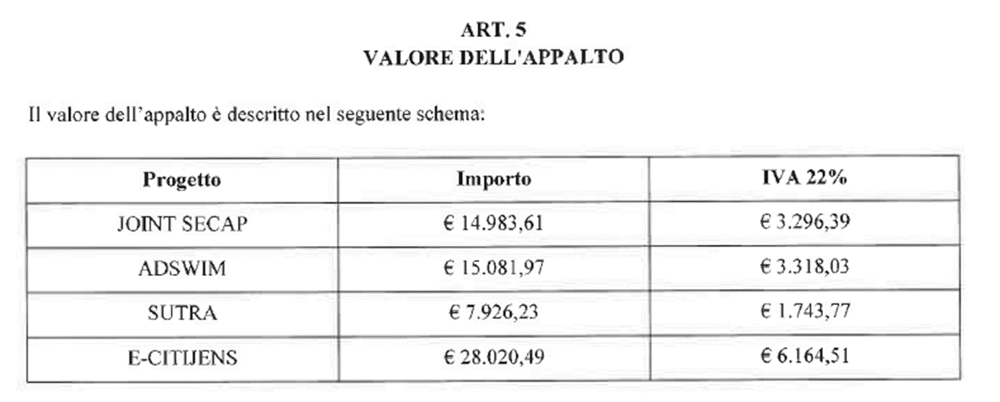 ART. 5
VALORE DELL'APPALTO
Il valore dell’appalto è descritto nel seguente schema:
Progetto Importo IVA 22%
JOINT SECAP € 14.983,61 € 3.296,39
ADSWIM € 15.081,97 € 3.318,03
SUTRA € 7.926,23 € 1.743,77
E-CITIJENS € 28.020,49 € 6.164,51